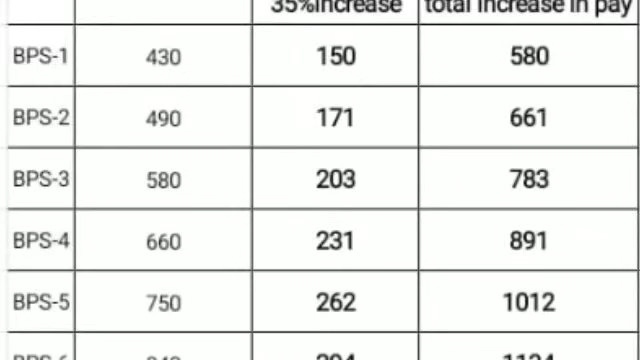 35%increase total increase in pay
BPS-1 430 150 580
BPS-2 490 171 661
BPS-3 580 203 783
BPS-4 660 231 891
BPS-5 750 262 1012